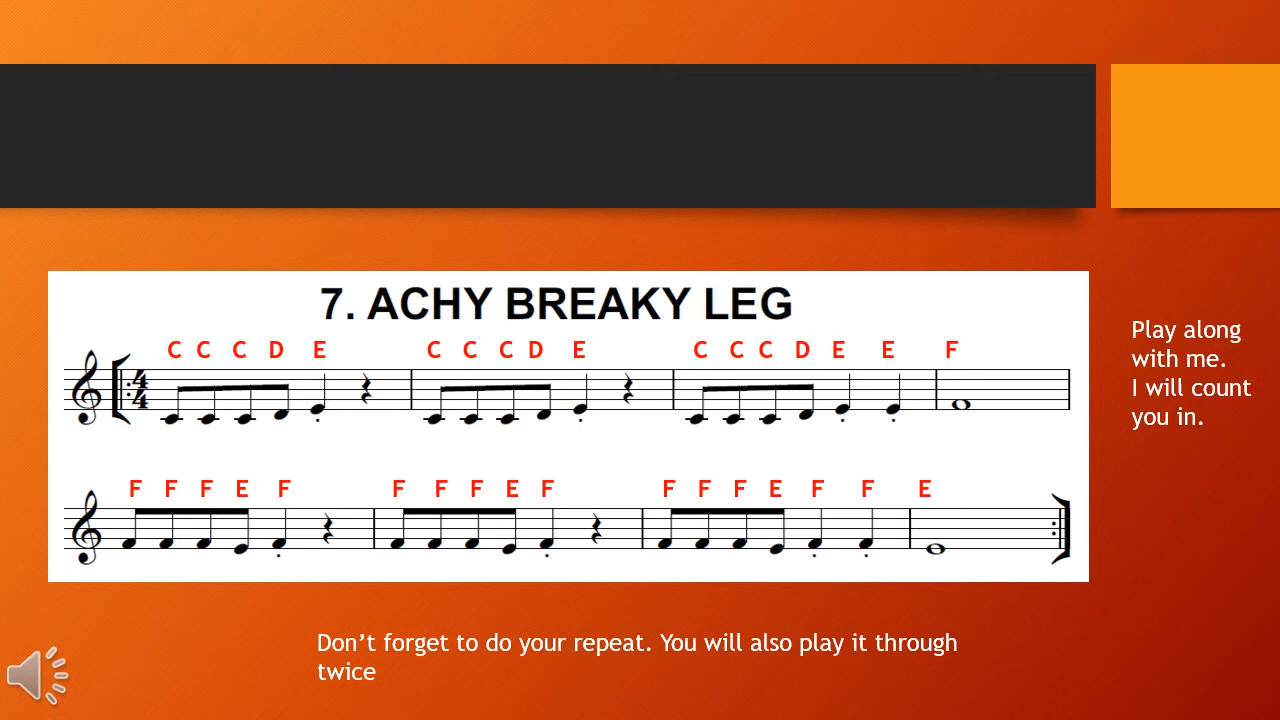 7. ACHY BREAKY LEG
C C C D E C C C D E C C C D E E F
4
4
F F F E F F F F E F F F F E F F E
Play along
with me.
I will count
you in.
Don’t forget to do your repeat. You will also play it through
twice